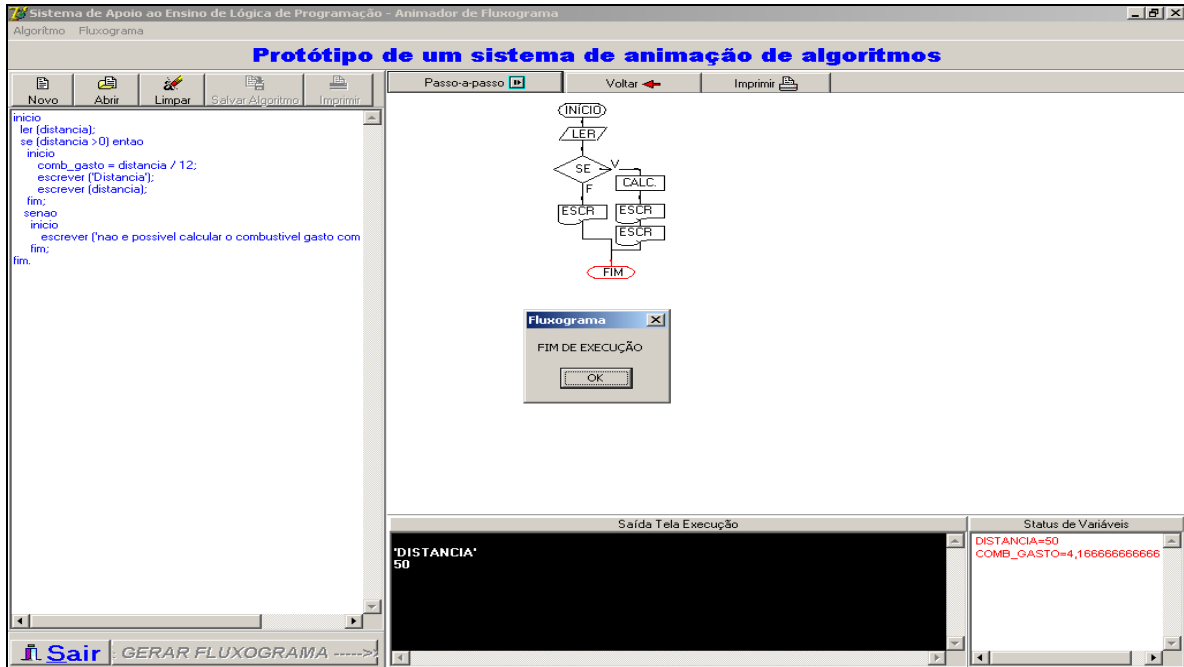 Sistema de Apoio ao Ensino de Lógica de Programação - Animador de Fluxograma
Algorítmo Fluxograma
Protótipo de um sistema de animação de algoritmos
Novo Abrir Limpar Salvar Algoritmo Imprimir
Passo-a-passo Voltar Imprimir
inicio
ler (distancia);
se (distancia >0) entao
inicio
comb_gasto = distancia / 12;
escrever ('Distancia');
escrever (distancia);
fim;
senao
inicio
escrever ('nao e possivel calcular o combustivel gasto com
fim;
fim.
INÍCIO
LER
SE V
F CALC.
ESCR ESCR
ESCR
FIM
Fluxograma
FIM DE EXECUÇÃO
OK
Saída Tela Execução
'DISTANCIA'
50
Status de Variáveis
DISTANCIA=50
COMB_GASTO=4,166666666666
Sair GERAR FLUXOGRAMA ----->